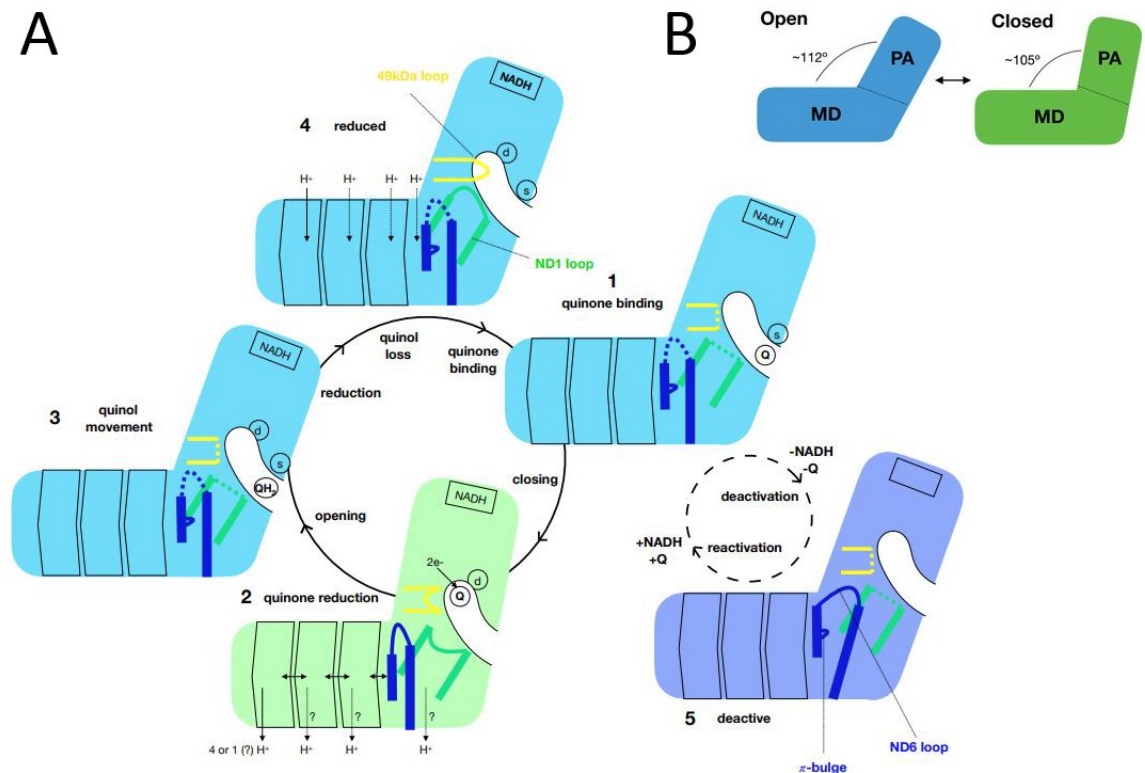 A
B
Open
~112º
PA
MD
Closed
~105º
PA
MD
49kDa loop
NADH
4 reduced
d
s
H+ H+ H+ H+
ND1 loop
NADH
1
quinone binding
s
Q
quinol
loss
quinone
binding
reduction
NADH
3 quinol
movement
d
s
QH2
closing
opening
NADH
2 quinone reduction
2e-
Q
d
? ? ?
4 or 1 (?) H+ H+ H+ H+
-NADH
-Q
deactivation
+NADH
+Q
reactivation
5 deactive
ND6 loop
π-bulge